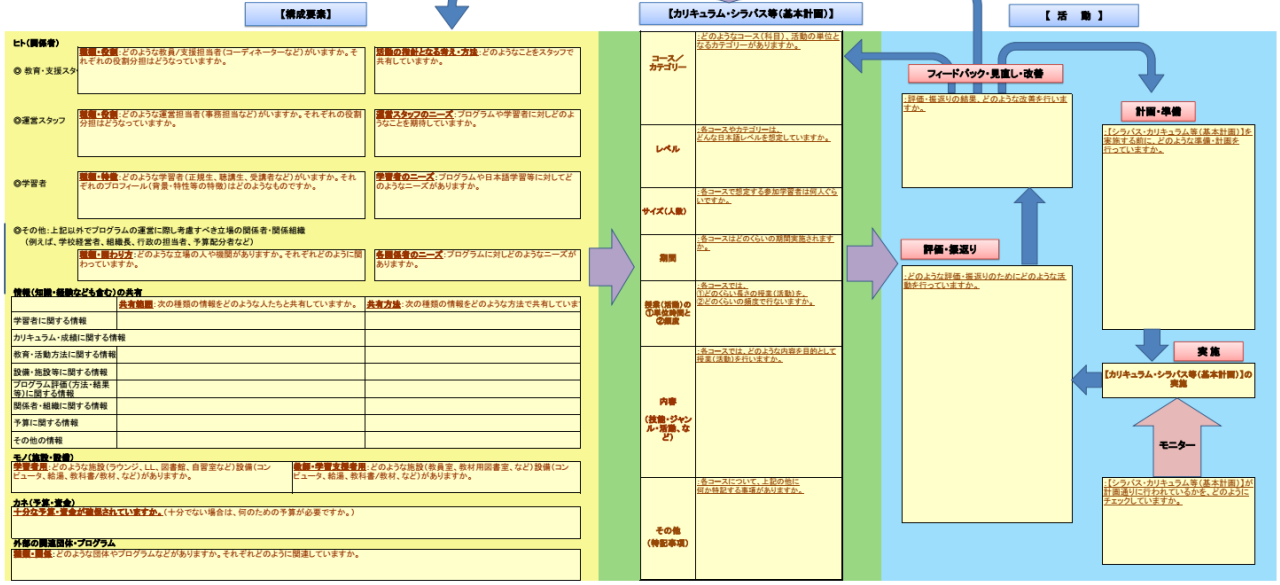 【構成要素】
【カリキュラム・シラバス等(基本計画)】
【 活　動 】
ヒト(関係者)
◎ 教育・支援スタ
種類・役割:どのような教員/支援担当者(コーディネーターなど)がいますか。そ
れぞれの役割分担はどうなっていますか。
活動の指針となる考え・方法:どのようなことをスタッフで
共有していますか。
◎運営スタッフ
種類・役割:どのような運営担当者(事務担当など)がいますか。それぞれの役割
分担はどうなっていますか。
運営スタッフのニーズ:プログラムや学習者に対しどのよ
うなことを期待していますか。
◎学習者
種類・特徴:どのような学習者(正規生、聴講生、受講者など)がいますか。それ
ぞれのプロフィール(背景・特性等の特徴)はどのようなものですか。
学習者のニーズ:プログラムや日本語学習等に対してど
のようなニーズがありますか。
◎その他:上記以外でプログラムの運営に際し考慮すべき立場の関係者・関係組織
(例えば、学校経営者、組織長、行政の担当者、予算配分者など)
種類・関わり方:どのような立場の人や機関がありますか。それぞれどのように関
わっていますか。
各関係者のニーズ:プログラムに対しどのようなニーズが
ありますか。
情報(知識・経験なども含む)の共有
共有範囲:次の種類の情報をどのような人たちと共有していますか。
共有方法:次の種類の情報をどのような方法で共有していま
学習者に関する情報
カリキュラム・成績に関する情報
教育・活動方法に関する情報
設備・施設等に関する情報
プログラム評価(方法・結果
等)に関する情報
関係者・組織に関する情報
予算に関する情報
その他の情報
モノ(施設・設備)
学習者用:どのような施設(ラウンジ、LL、図書館、自習室など)設備(コン
ピュータ、給湯、教科書/教材、など)がありますか。
教師・学習支援者用:どのような施設(教員室、教材用図書室、など)設備(コン
ピュータ、給湯、教科書/教材、など)がありますか。
カネ(予算・資金)
十分な予算・資金が確保されていますか。(十分でない場合は、何のための予算が必要ですか。)
外部の関連団体・プログラム
種類・関係:どのような団体やプログラムなどがありますか。それぞれどのように関連していますか。
コース/
カテゴリー
:どのようなコース(科目)、活動の単位と
なるカテゴリーがありますか。
レベル
:各コースやカテゴリーは、
どんな日本語レベルを想定していますか。
サイズ(人数)
:各コースで想定する参加学習者は何人ぐら
いですか。
期間
:各コースはどのくらいの期間実施されます
か。
授業(活動)の
①単位時間と
②頻度
:各コースでは、
①どのくらい長さの授業(活動)を、
②どのくらいの頻度で行ないますか。
内容
(技能・ジャン
ル・活動、な
ど)
:各コースでは、どのような内容を目的として
授業(活動)を行いますか。
その他
(特記事項)
:各コースについて、上記の他に
何か特記する事項がありますか。
フィードバック・見直し・改善
:評価・振返りの結果、どのような改善を行いま
すか。
計画・準備
:【シラバス・カリキュラム等(基本計画)】を
実施する前に、どのような準備・計画を
行っていますか。
評価・振返り
:どのような評価・振返りのためにどのような活
動を行っていますか。
実施
【カリキュラム・シラバス等(基本計画)】の
実施
モニター
:【シラバス・カリキュラム等(基本計画)】が
計画通りに行われているかを、どのように
チェックしていますか。